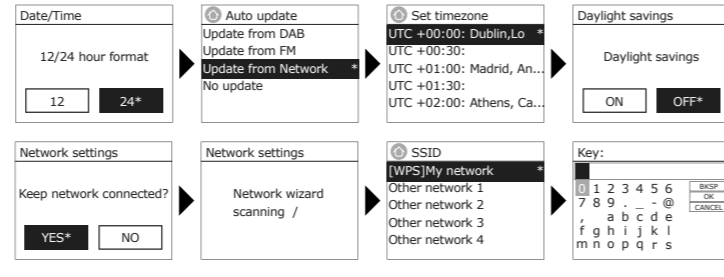 Date/Time
12/24 hour format
12 24*
Auto update
Update from DAB
Update from FM
Update from Network *
No update
Set timezone
UTC +00:00: Dublin,Lo *
UTC +00:30:
UTC +01:00: Madrid, An...
UTC +01:30:
UTC +02:00: Athens, Ca...
Daylight savings
Daylight savings
ON OFF*
Network settings
Keep network connected?
YES* NO
Network settings
Network wizard
scanning /
SSID
[WPS]My network *
Other network 1
Other network 2
Other network 3
Other network 4
Key:
0 1 2 3 4 5 6 BKSP
7 8 9 . _ - @ OK
, a b c d e CANCEL
f g h i j k l
m n o p q r s